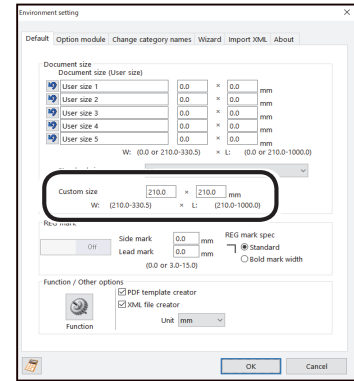 Environment setting
Default Option module Change category names Wizard Import XML About
Document size
Document size (User size)
User size 1 0.0 × 0.0 mm
User size 2 0.0 × 0.0 mm
User size 3 0.0 × 0.0 mm
User size 4 0.0 × 0.0 mm
User size 5 0.0 × 0.0 mm
W: (0.0 or 210.0-330.5) × L: (0.0 or 210.0-1000.0)
Custom size 210.0 × 210.0 mm
W: (210.0-330.5) × L: (210.0-1000.0)
REG mark
Off
Side mark 0.0 mm
Lead mark 0.0 mm
(0.0 or 3.0-15.0)
REG mark spec
Standard
Bold mark width
Function / Other options
Function
PDF template creator
XML file creator
Unit mm
OK Cancel